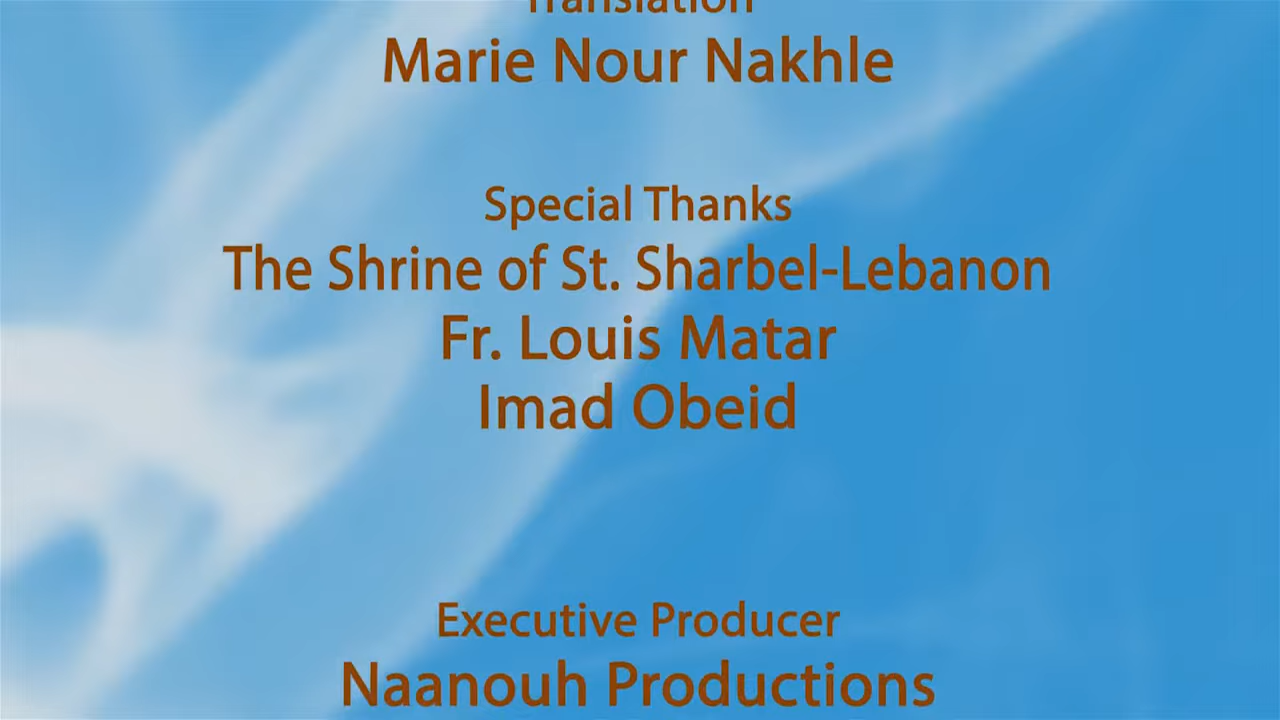 Translation
Marie Nour Nakhle
Special Thanks
The Shrine of St. Sharbel-Lebanon
Fr. Louis Matar
Imad Obeid
Executive Producer
Naanouh Productions